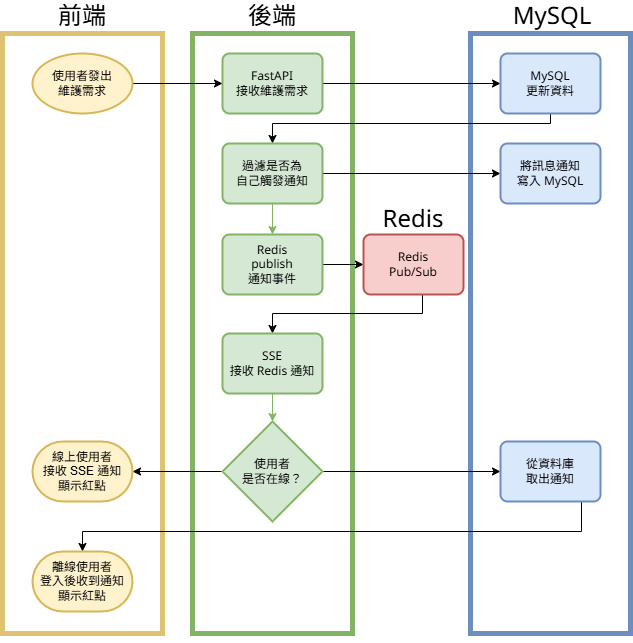 前端
後端
MySQL
使用者發出
維護需求
FastAPI
接收維護需求
MySQL
更新資料
過濾是否為
自己觸發通知
將訊息通知
寫入 MySQL
Redis
Redis
publish
通知事件
Redis
Pub/Sub
SSE
接收 Redis 通知
線上使用者
接收 SSE 通知
顯示紅點
使用者
是否在線？
從資料庫
取出通知
離線使用者
登入後收到通知
顯示紅點